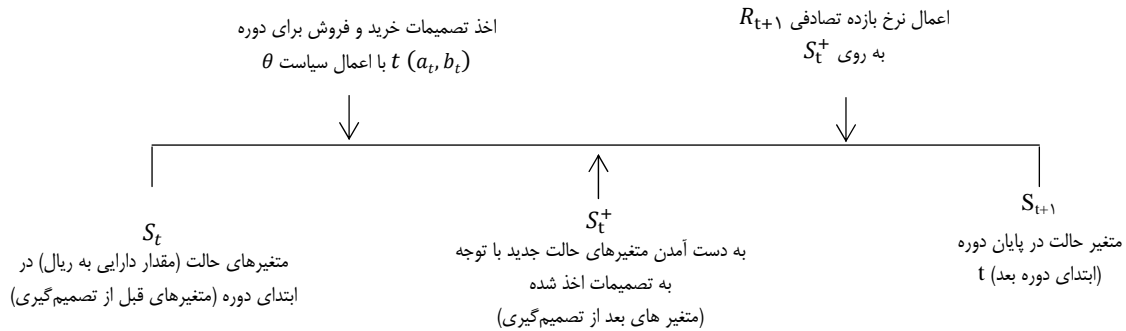 اخذ تصمیمات خرید و فروش برای دوره
t (a_t, b_t) با اعمال سیاست θ
اعمال نرخ بازده تصادفی R_{t+۱}
به روی S_t^+
S_t
متغیرهای حالت (مقدار دارایی به ریال) در
ابتدای دوره (متغیرهای قبل از تصمیم‌گیری)
S_t^+
به دست آمدن متغیرهای حالت جدید با توجه
به تصمیمات اخذ شده
(متغیر های بعد از تصمیم‌گیری)
S_{t+۱}
متغیر حالت در پایان دوره
t (ابتدای دوره بعد)